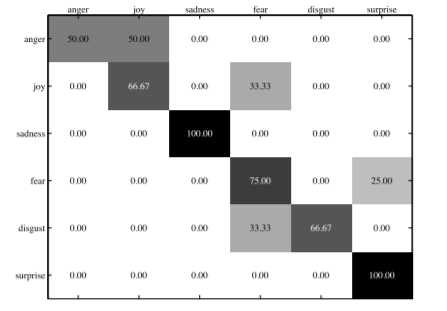 anger joy sadness fear disgust surprise
anger 50.00 50.00 0.00 0.00 0.00 0.00
joy 0.00 66.67 0.00 33.33 0.00 0.00
sadness 0.00 0.00 100.00 0.00 0.00 0.00
fear 0.00 0.00 0.00 75.00 0.00 25.00
disgust 0.00 0.00 0.00 33.33 66.67 0.00
surprise 0.00 0.00 0.00 0.00 0.00 100.00